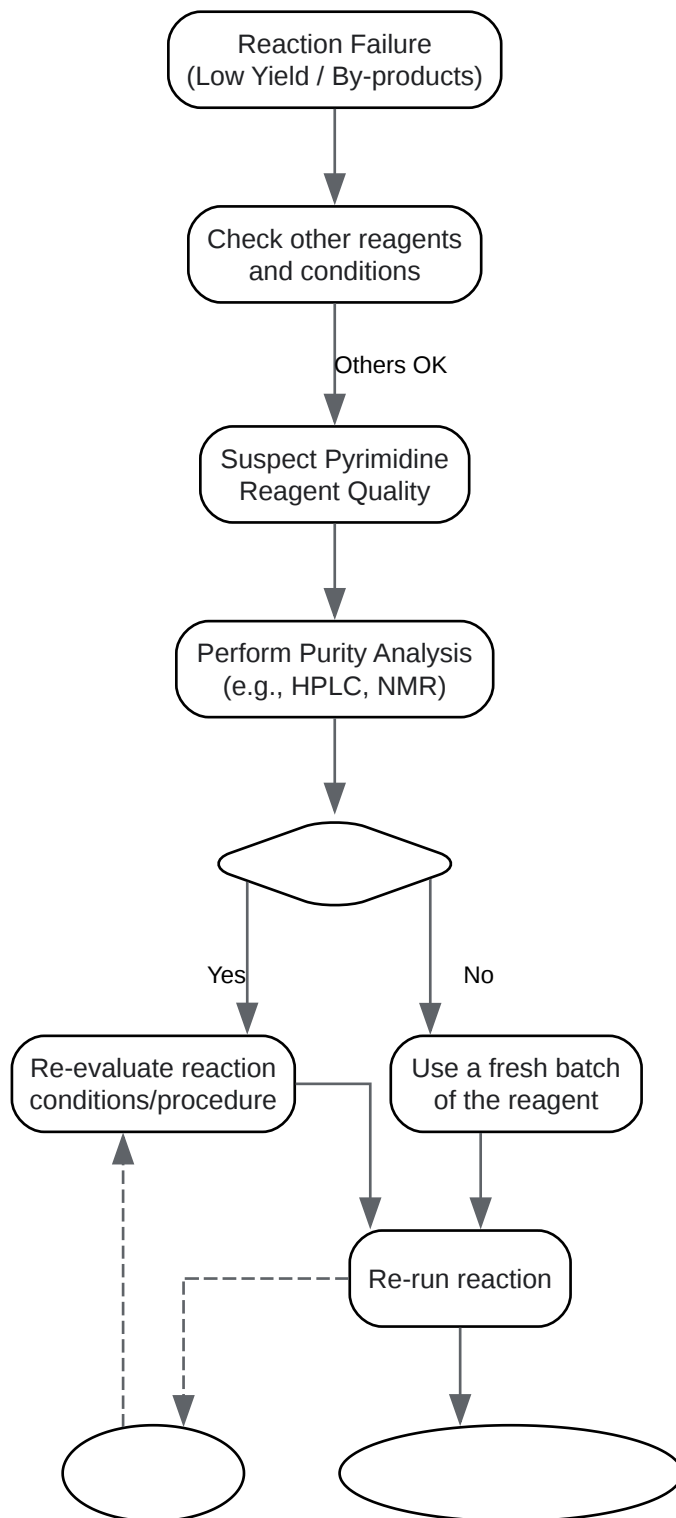 Reaction Failure
(Low Yield / By-products)
Check other reagents
and conditions
Others OK
Suspect Pyrimidine
Reagent Quality
Perform Purity Analysis
(e.g., HPLC, NMR)
Yes
No
Re-evaluate reaction
conditions/procedure
Use a fresh batch
of the reagent
Re-run reaction